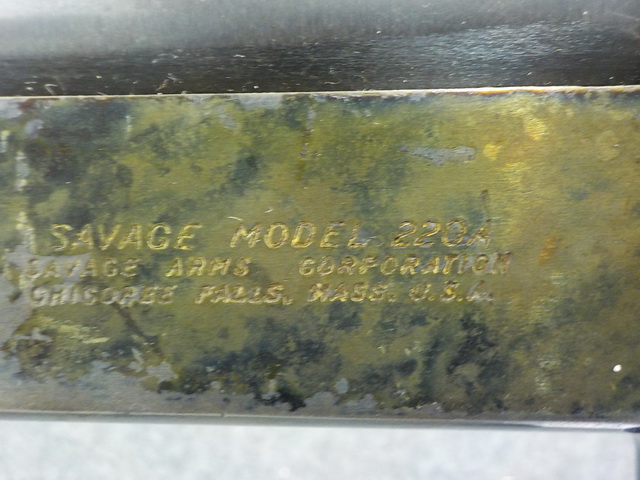 SAVAGE MODEL 220A
SAVAGE ARMS CORPORATION
CHICOPEE FALLS, MASS. U.S.A.